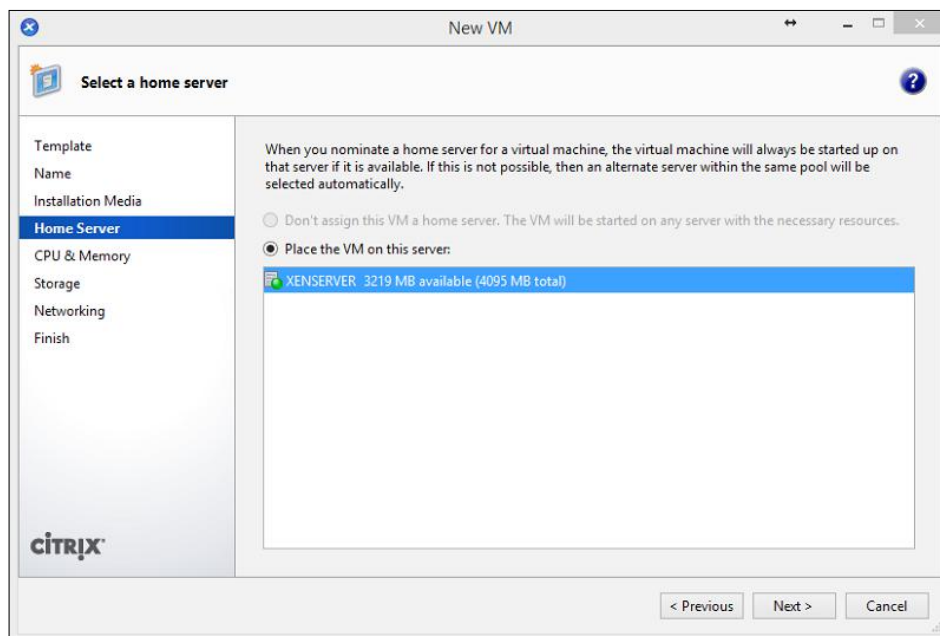 New VM
Select a home server
Template
Name
Installation Media
Home Server
CPU & Memory
Storage
Networking
Finish
CİTRIX
When you nominate a home server for a virtual machine, the virtual machine will always be started up on
that server if it is available. If this is not possible, then an alternate server within the same pool will be
selected automatically.
Don't assign this VM a home server. The VM will be started on any server with the necessary resources.
Place the VM on this server:
XENSERVER 3219 MB available (4095 MB total)
< Previous
Next >
Cancel